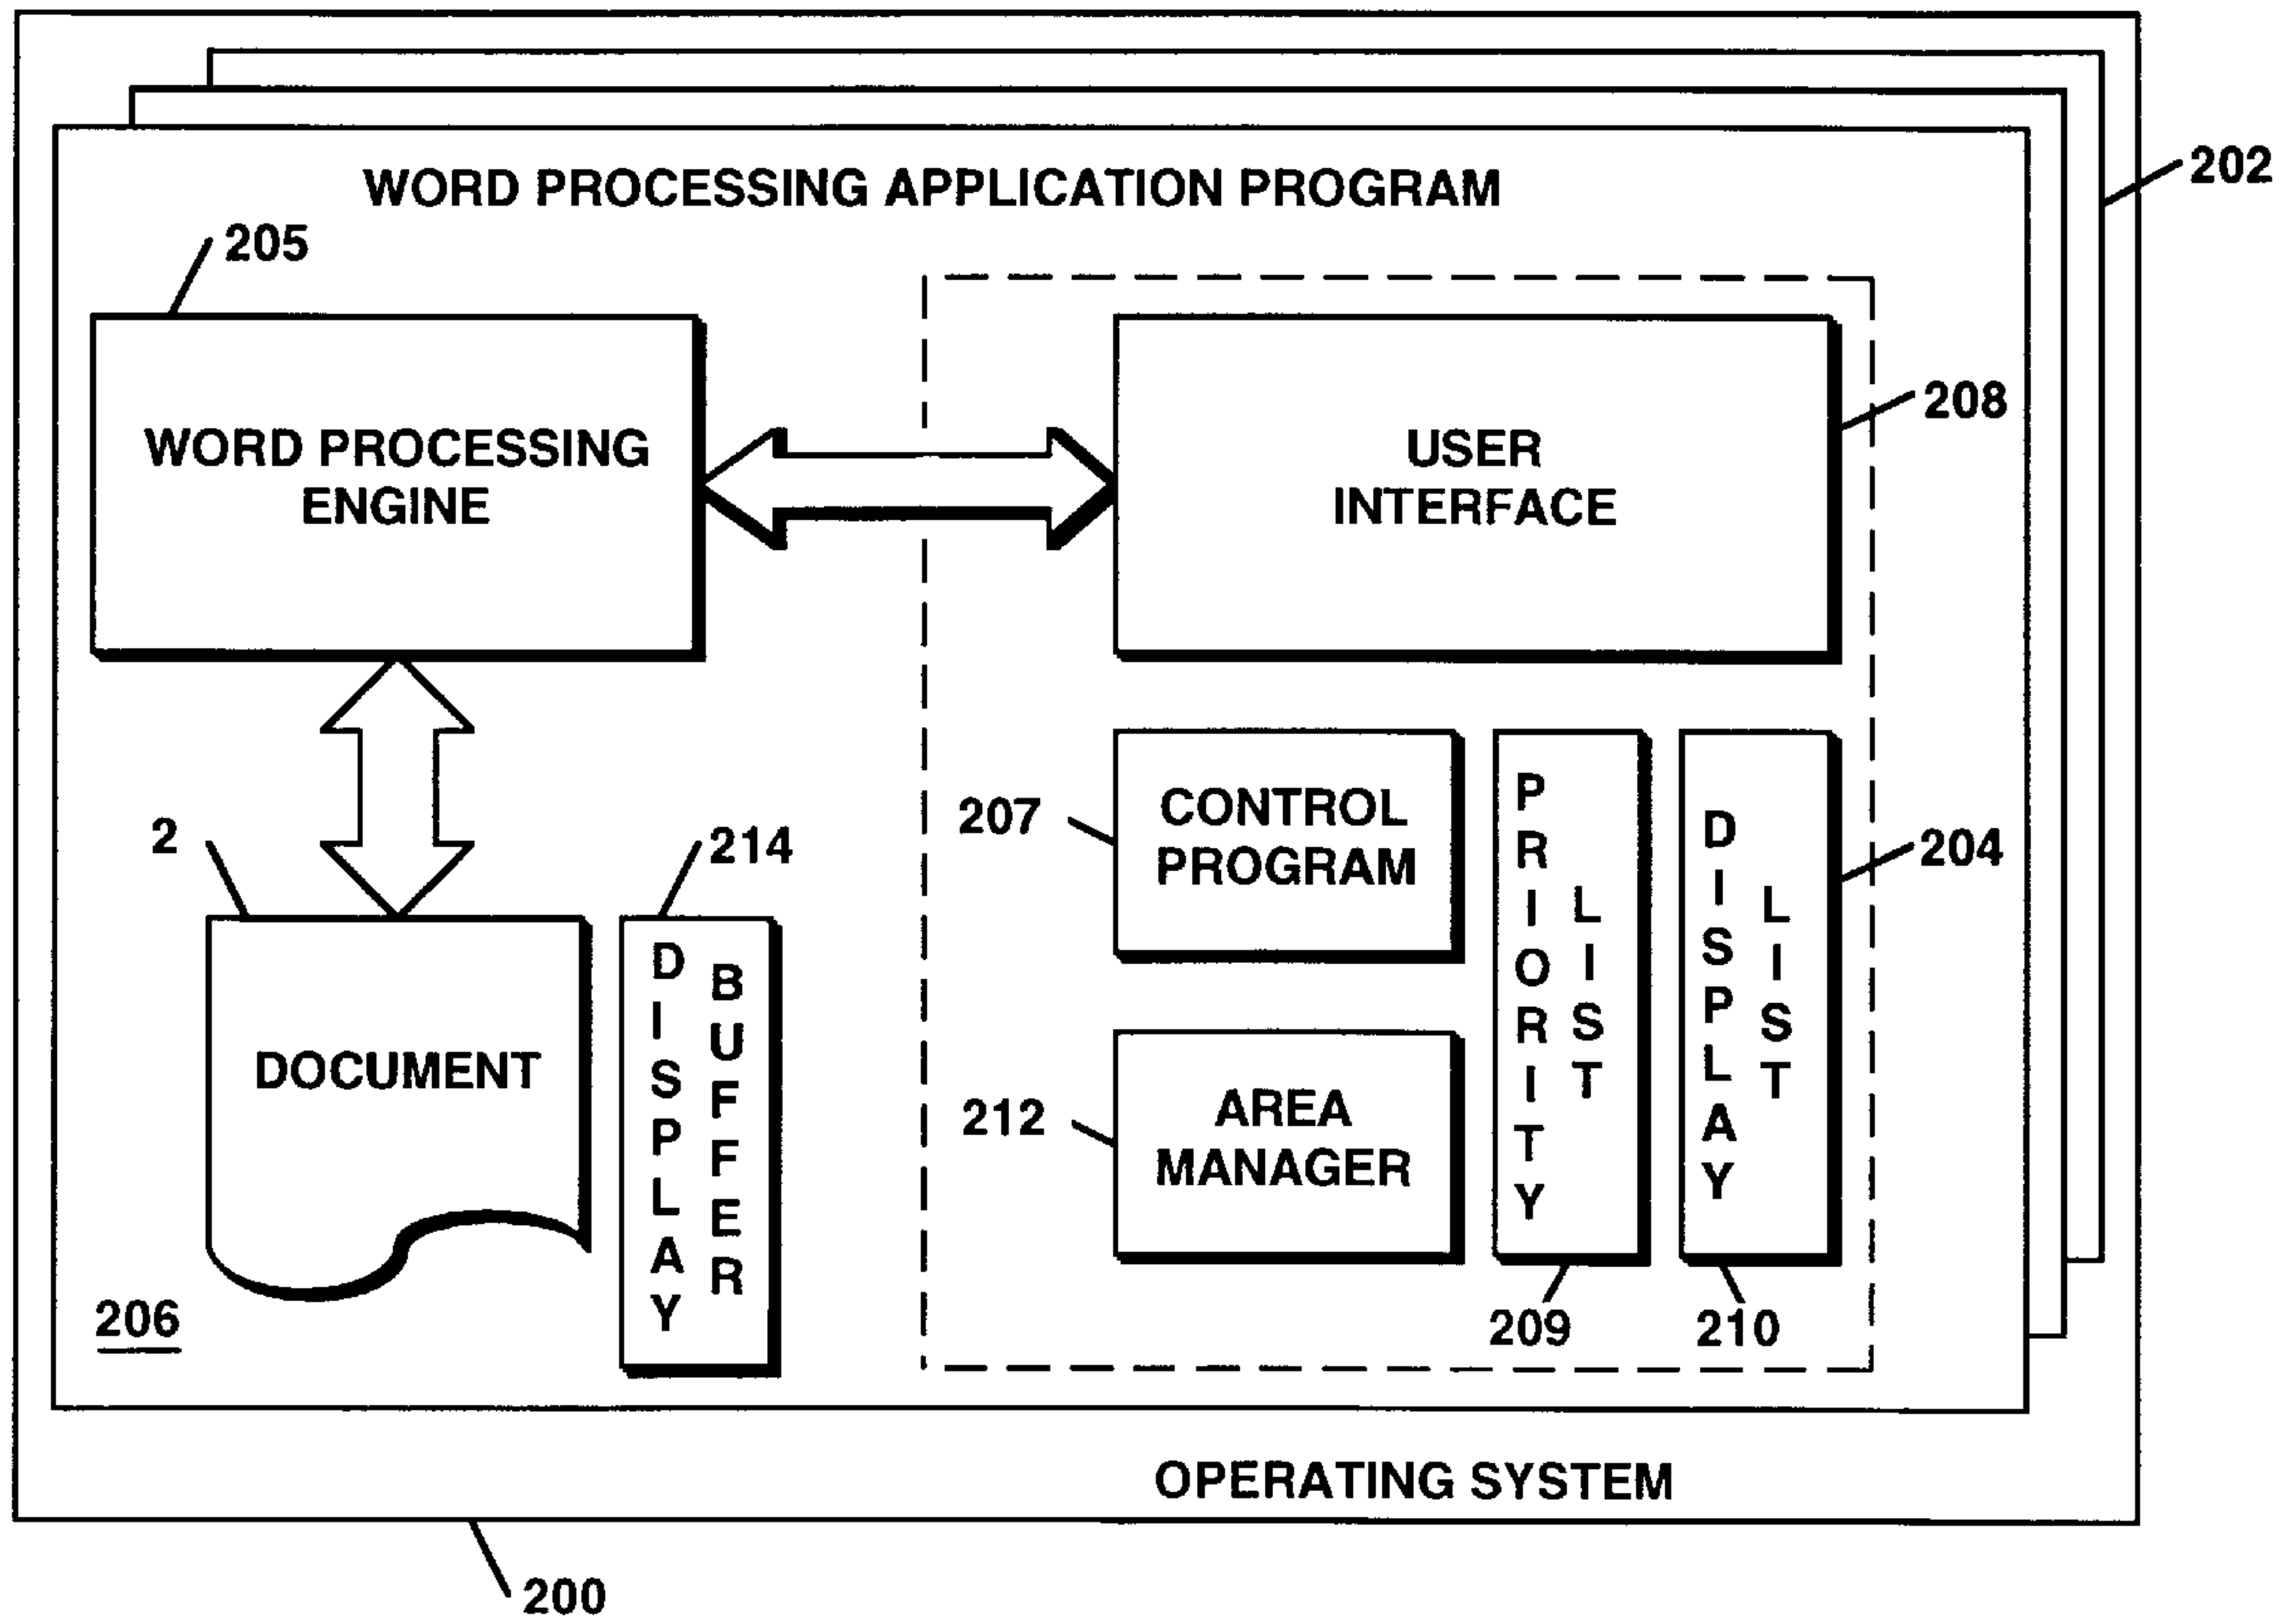 WORD PROCESSING APPLICATION PROGRAM
202
205
WORD PROCESSING
ENGINE
USER
INTERFACE
208
2
DOCUMENT
214
DISPLAY
BUFFER
207
CONTROL
PROGRAM
212
AREA
MANAGER
PRIORITY
LIST
DISPLAY
LIST
204
206
209
210
OPERATING SYSTEM
200